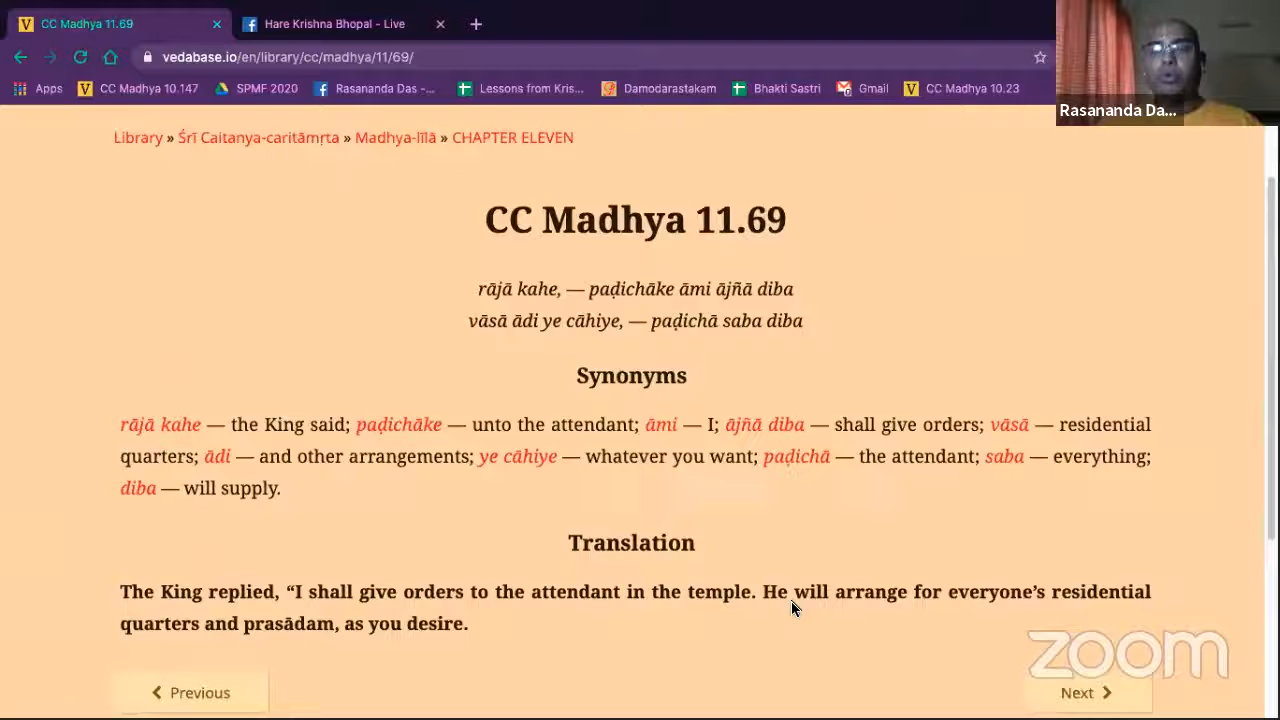 CC Madhya 11.69
Hare Krishna Bhopal - Live
vedabase.io/en/library/cc/madhya/11/69/
Apps CC Madhya 10.147 SPMF 2020 Rasananda Das -... Lessons from Kris... Damodarastakam Bhakti Sastri Gmail CC Madhya 10.23
Rasananda Da...
Library » Śrī Caitanya-caritāmṛta » Madhya-līlā » CHAPTER ELEVEN
CC Madhya 11.69
rājā kahe, — paḍichāke āmi ājñā diba
vāsā ādi ye cāhiye, — paḍichā saba diba
Synonyms
rājā kahe — the King said; paḍichāke — unto the attendant; āmi — I; ājñā diba — shall give orders; vāsā — residential
quarters; ādi — and other arrangements; ye cāhiye — whatever you want; paḍichā — the attendant; saba — everything;
diba — will supply.
Translation
The King replied, “I shall give orders to the attendant in the temple. He will arrange for everyone’s residential
quarters and prasādam, as you desire.
zoom
Previous
Next